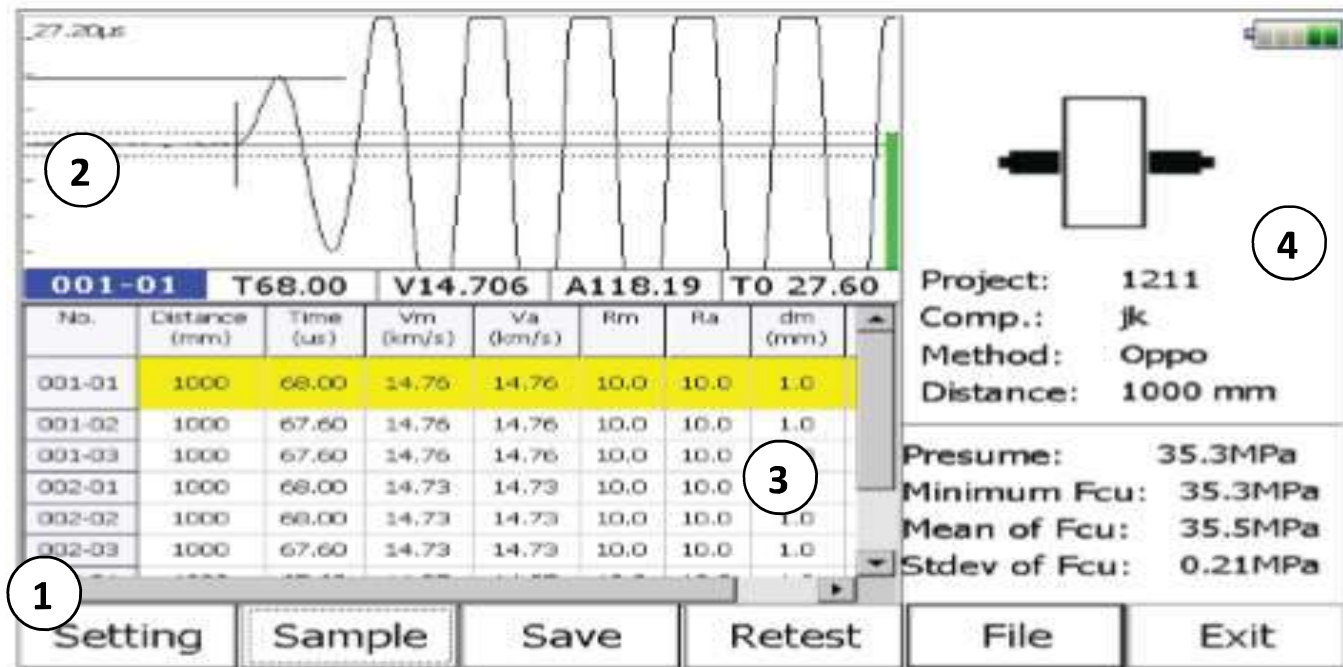 27.20µs
2
001-01 T68.00 V14.706 A118.19 T0 27.60
No. Distance (mm) Time (us) Vm (km/s) Va (km/s) Rm Ra dm (mm)
001-01 1000 68.00 14.76 14.76 10.0 10.0 1.0
001-02 1000 67.60 14.76 14.76 10.0 10.0 1.0
001-03 1000 67.60 14.76 14.76 10.0 10.0
002-01 1000 68.00 14.73 14.73 10.0 10.0
002-02 1000 68.00 14.73 14.73 10.0 10.0 1.0
002-03 1000 67.60 14.73 14.73 10.0 10.0 1.0
3
1
4
Project: 1211
Comp.: jk
Method: Oppo
Distance: 1000 mm
Presume: 35.3MPa
Minimum Fcu: 35.3MPa
Mean of Fcu: 35.5MPa
Stdev of Fcu: 0.21MPa
Setting Sample Save Retest File Exit